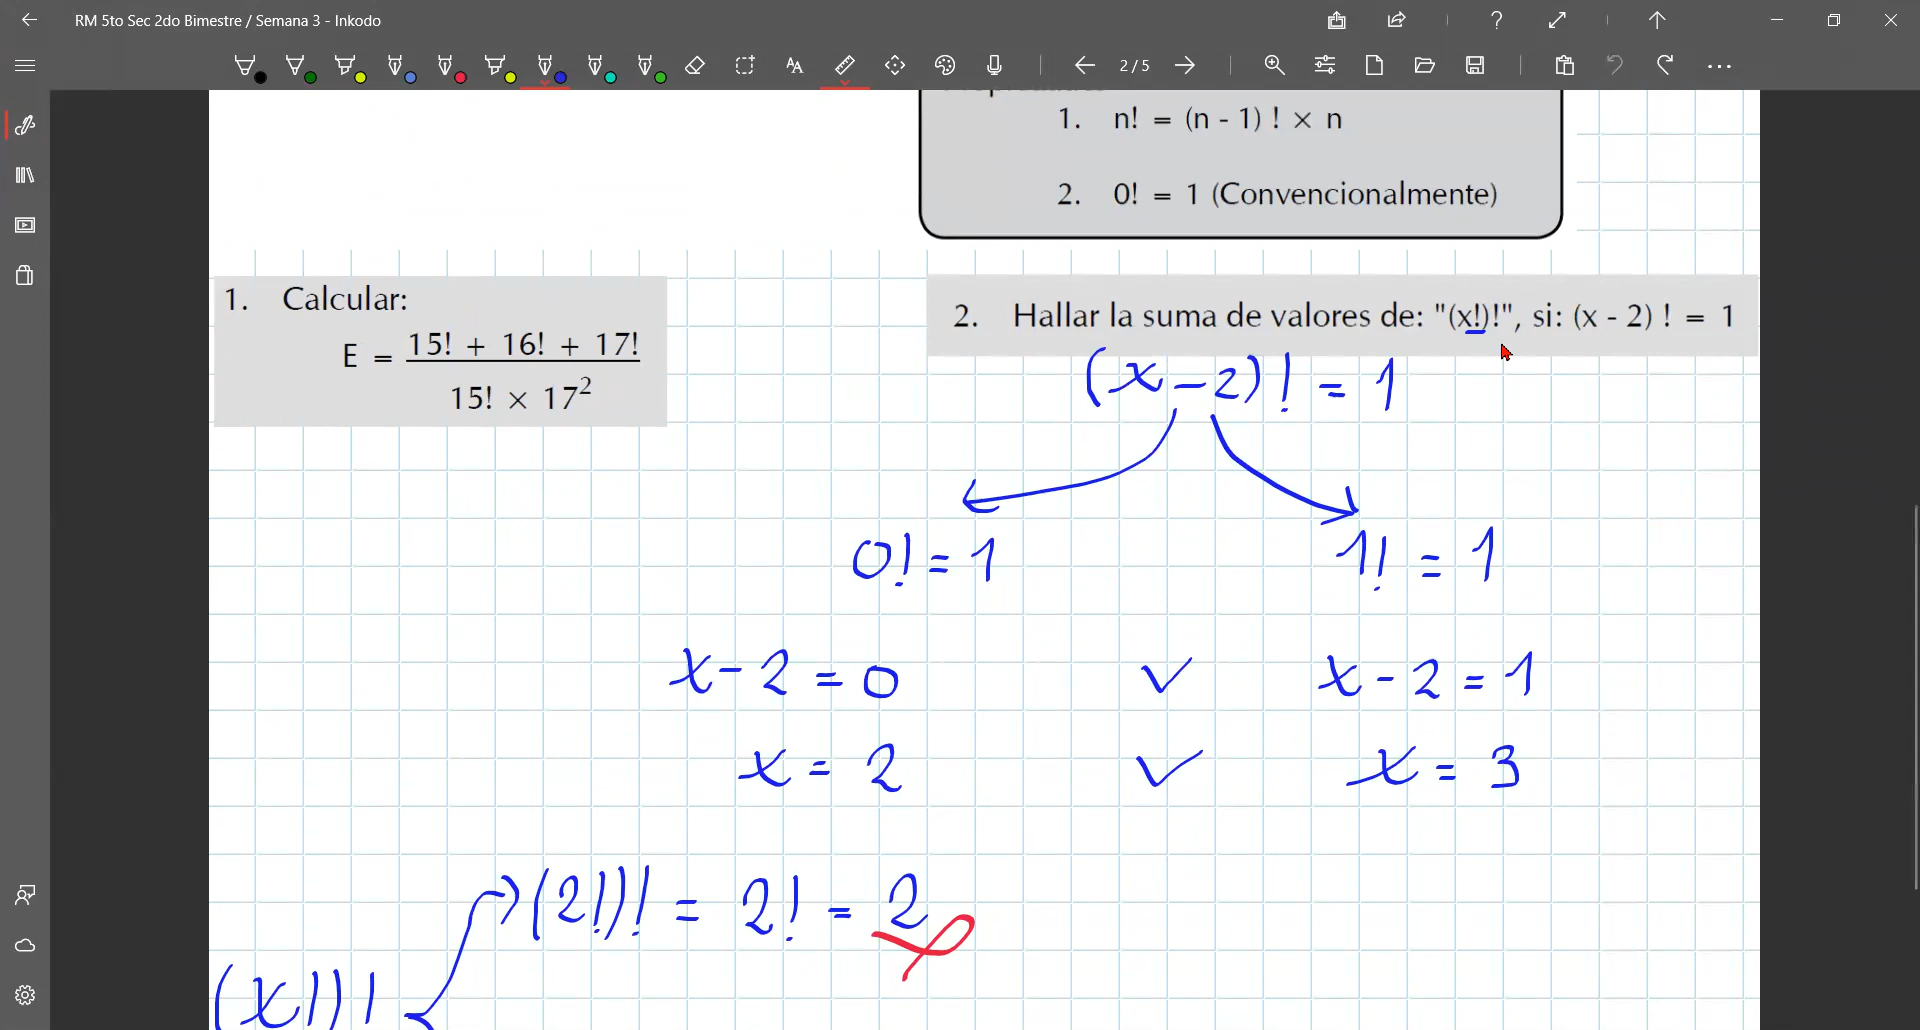 RM 5to Sec 2do Bimestre / Semana 3 - Inkodo
2 / 5
1. n! = (n - 1) ! × n
2. 0! = 1 (Convencionalmente)
1. Calcular:
E = (15! + 16! + 17!) / (15! × 17²)
2. Hallar la suma de valores de: "(x!)!", si: (x - 2) ! = 1
(x - 2)! = 1
0! = 1
1! = 1
x - 2 = 0 ∨ x - 2 = 1
x = 2 ∨ x = 3
(2!)! = 2! = 2
(x!)!